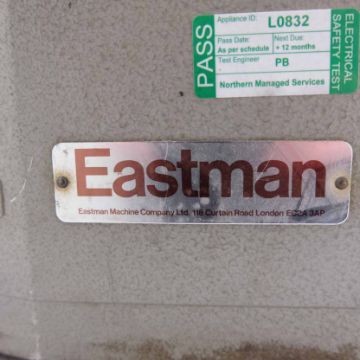 PASS
Appliance ID: L0832
Pass Date: Next Due:
As per schedule + 12 months
Test Engineer PB
Northern Managed Services
ELECTRICAL
SAFETY TEST
Eastman
Eastman Machine Company Ltd. 118 Curtain Road London EC2A 3AP